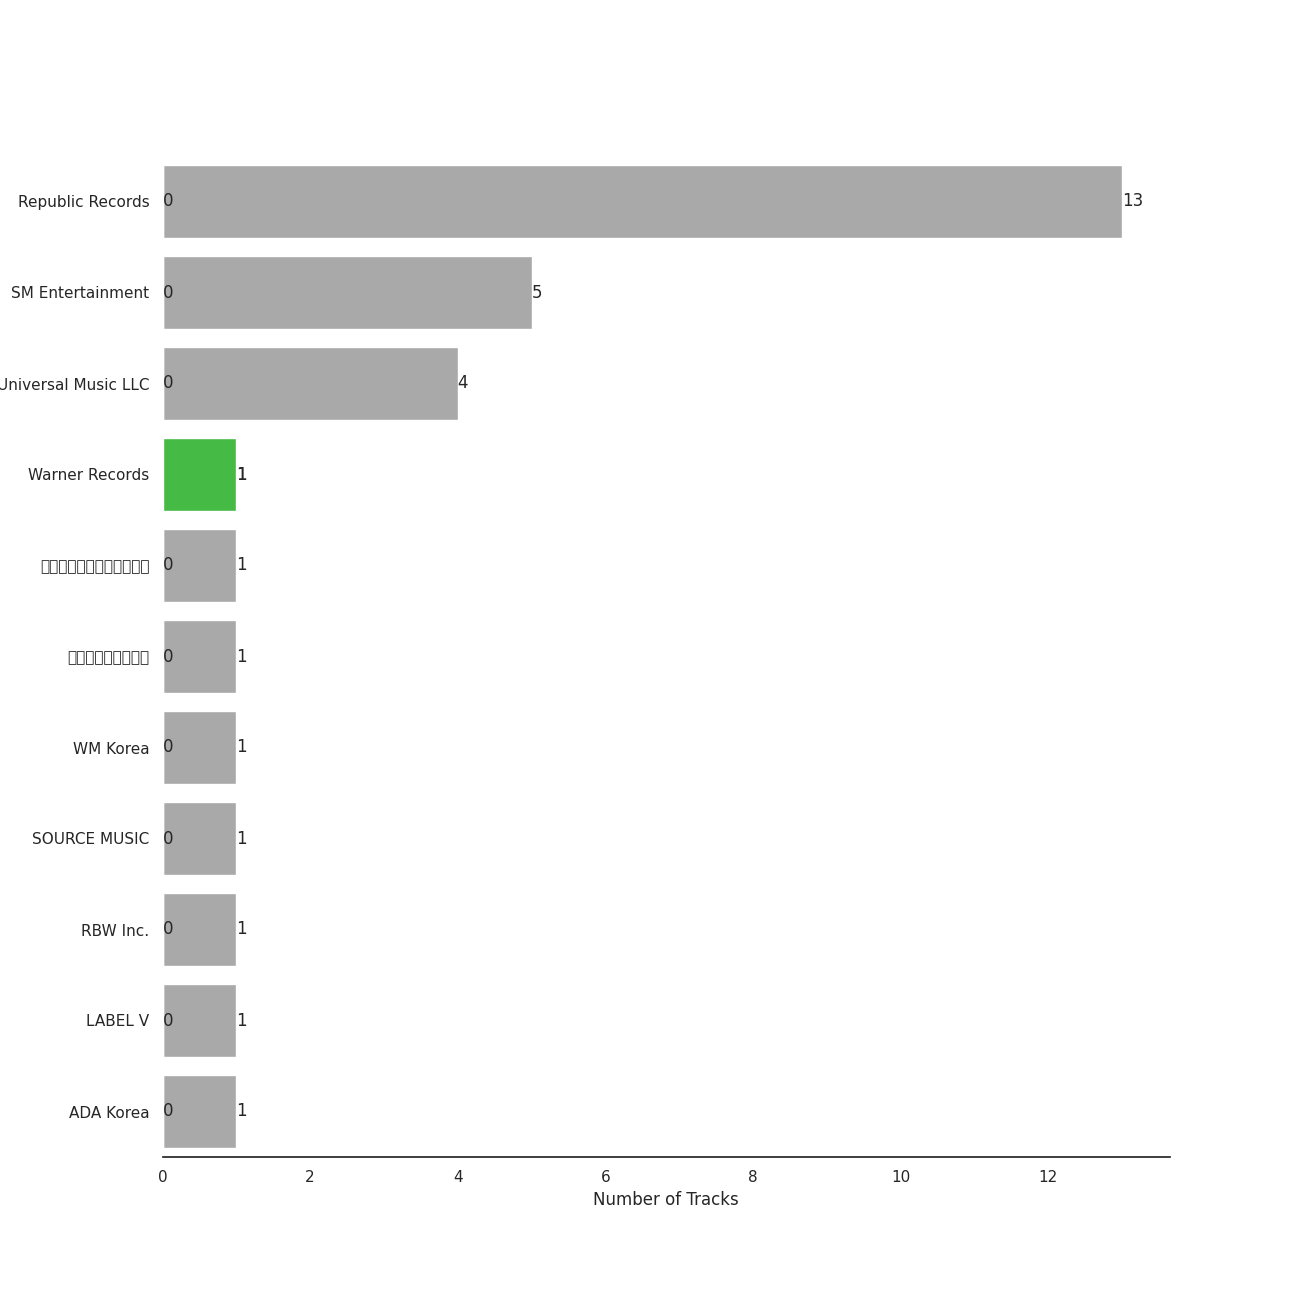 Republic Records 0 13
SM Entertainment 0 5
Universal Music LLC 0 4
Warner Records 1
0 1
0 1
WM Korea 0 1
SOURCE MUSIC 0 1
RBW Inc. 0 1
LABEL V 0 1
ADA Korea 0 1
0 2 4 6 8 10 12
Number of Tracks